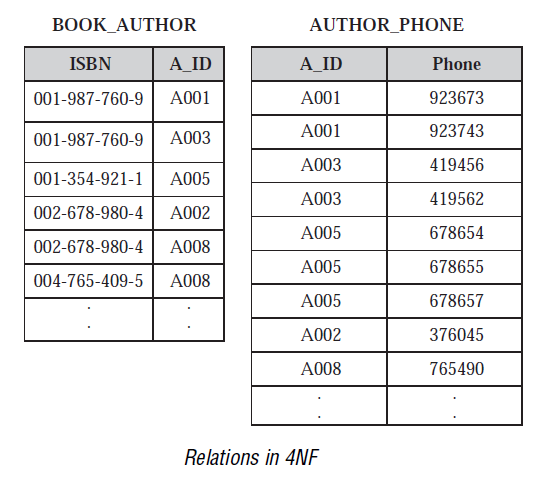 BOOK_AUTHOR
ISBN A_ID
001-987-760-9 A001
001-987-760-9 A003
001-354-921-1 A005
002-678-980-4 A002
002-678-980-4 A008
004-765-409-5 A008
. .
. .
AUTHOR_PHONE
A_ID Phone
A001 923673
A001 923743
A003 419456
A003 419562
A005 678654
A005 678655
A005 678657
A002 376045
A008 765490
. .
. .
Relations in 4NF